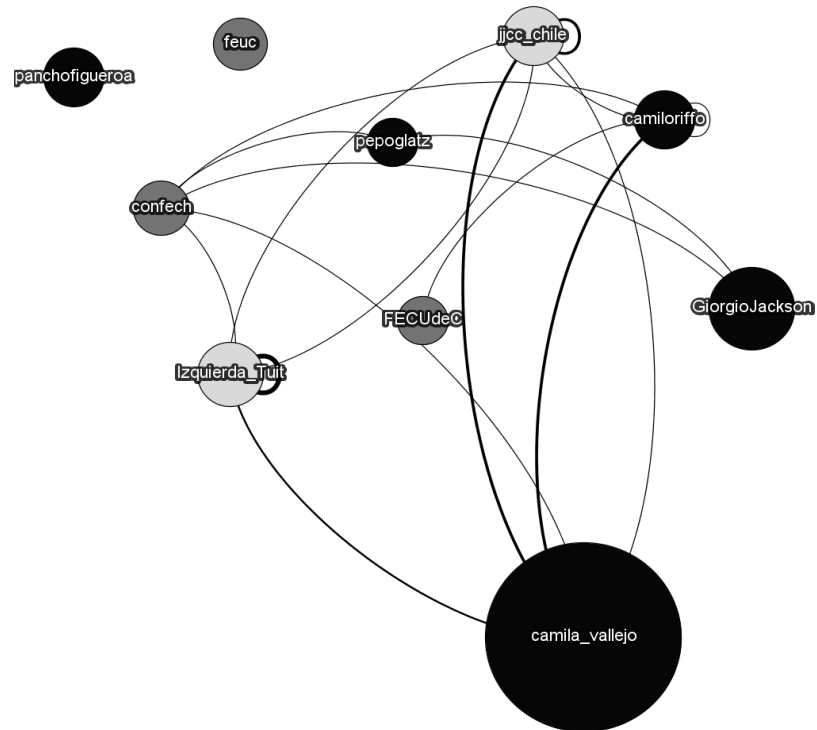 jjcc_chile
feuc
panchofigueroa
camiloriffo
pepoglatz
confech
GiorgioJackson
FECUdeC
Izquierda_Tuit
camila_vallejo